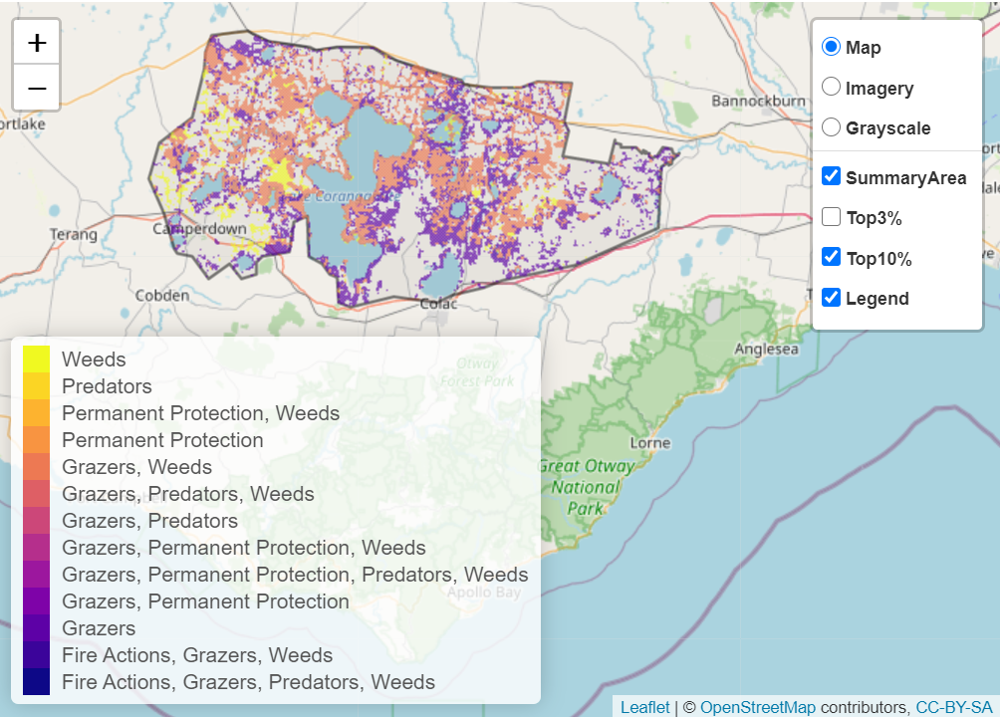 +
−
ortlake
Bannockburn
Map
Imagery
Grayscale
SummaryArea
Top3%
Top10%
Legend
Lake Corangamite
Terang
Camperdown
Cobden
Colac
Anglesea
Otway
Forest Park
Lorne
Great Otway
National
Park
Apollo Bay
Weeds
Predators
Permanent Protection, Weeds
Permanent Protection
Grazers, Weeds
Grazers, Predators, Weeds
Grazers, Predators
Grazers, Permanent Protection, Weeds
Grazers, Permanent Protection, Predators, Weeds
Grazers, Permanent Protection
Grazers
Fire Actions, Grazers, Weeds
Fire Actions, Grazers, Predators, Weeds
Leaflet | © OpenStreetMap contributors, CC-BY-SA